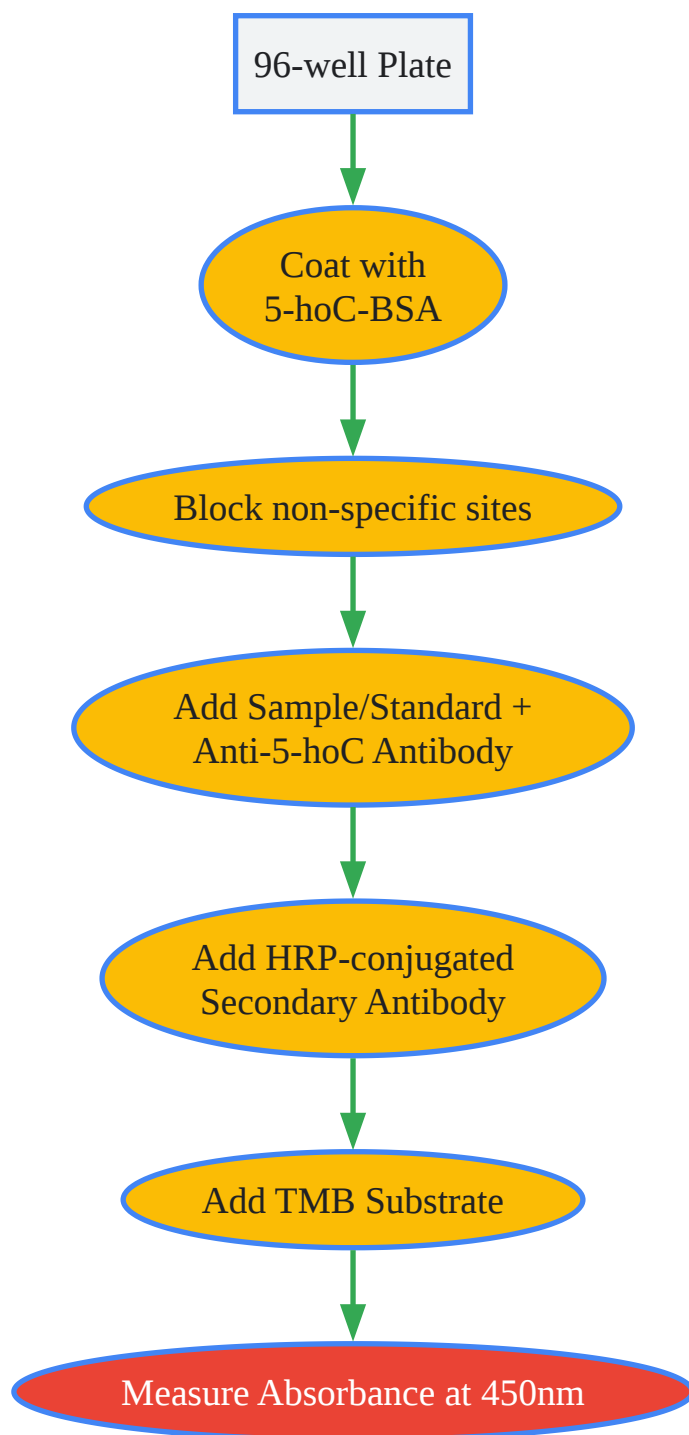 96-well Plate
Coat with
5-hoC-BSA
Block non-specific sites
Add Sample/Standard +
Anti-5-hoC Antibody
Add HRP-conjugated
Secondary Antibody
Add TMB Substrate
Measure Absorbance at 450nm